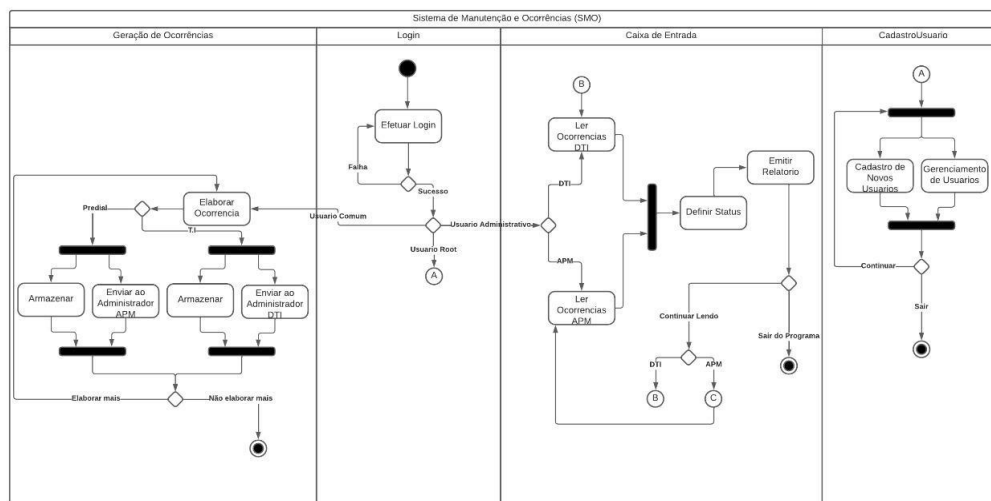 Sistema de Manutenção e Ocorrências (SMO)
Geração de Ocorrências
Login
Caixa de Entrada
CadastroUsuario
Efetuar Login
Falha
Sucesso
Usuario Comum
Usuario Administrativo
Usuario Root
A
Elaborar
Ocorrencia
Predial
T.I
Armazenar
Enviar ao
Administrador
APM
Armazenar
Enviar ao
Administrador
DTI
Elaborar mais
Não elaborar mais
B
Ler
Ocorrencias
DTI
DTI
APM
Ler
Ocorrencias
APM
Definir Status
Emitir
Relatorio
Continuar Lendo
Sair do Programa
DTI
APM
B
C
A
Cadastro de
Novos
Usuarios
Gerenciamento
de Usuarios
Continuar
Sair